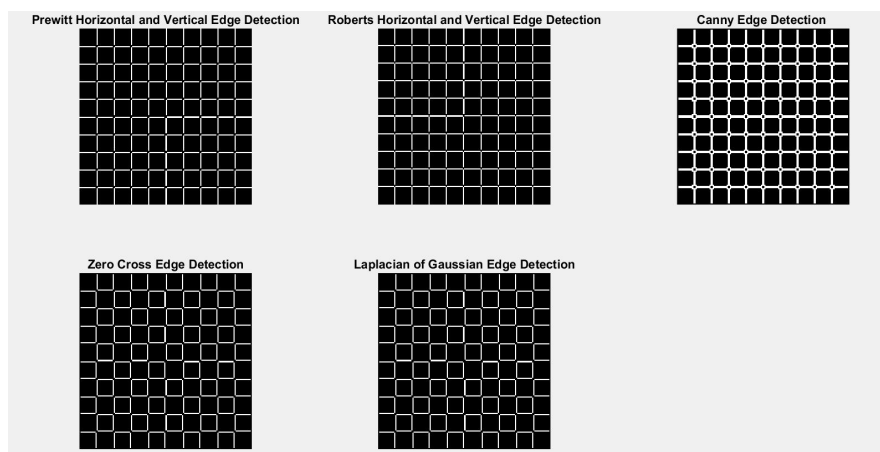 Prewitt Horizontal and Vertical Edge Detection
Roberts Horizontal and Vertical Edge Detection
Canny Edge Detection
Zero Cross Edge Detection
Laplacian of Gaussian Edge Detection